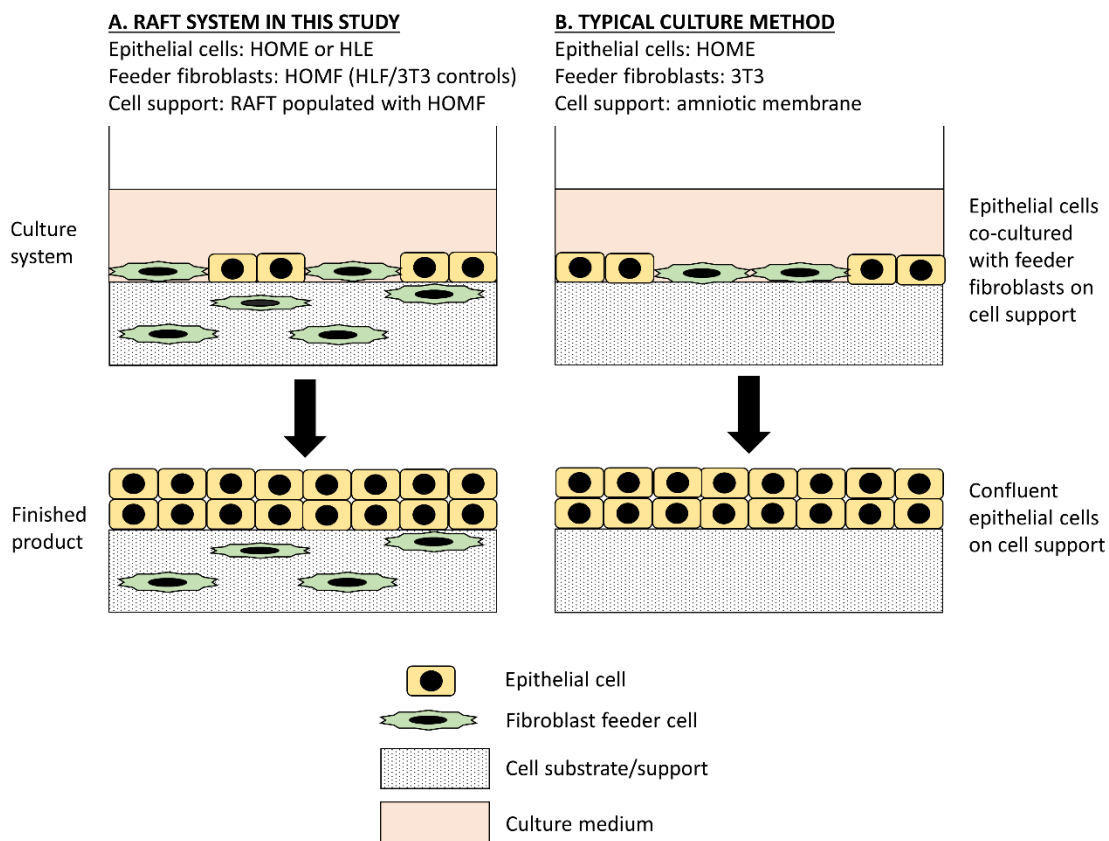 A. RAFT SYSTEM IN THIS STUDY
Epithelial cells: HOME or HLE
Feeder fibroblasts: HOMF (HLF/3T3 controls)
Cell support: RAFT populated with HOMF
B. TYPICAL CULTURE METHOD
Epithelial cells: HOME
Feeder fibroblasts: 3T3
Cell support: amniotic membrane
Culture
system
Epithelial cells
co-cultured
with feeder
fibroblasts on
cell support
Finished
product
Confluent
epithelial cells
on cell support
Epithelial cell
Fibroblast feeder cell
Cell substrate/support
Culture medium